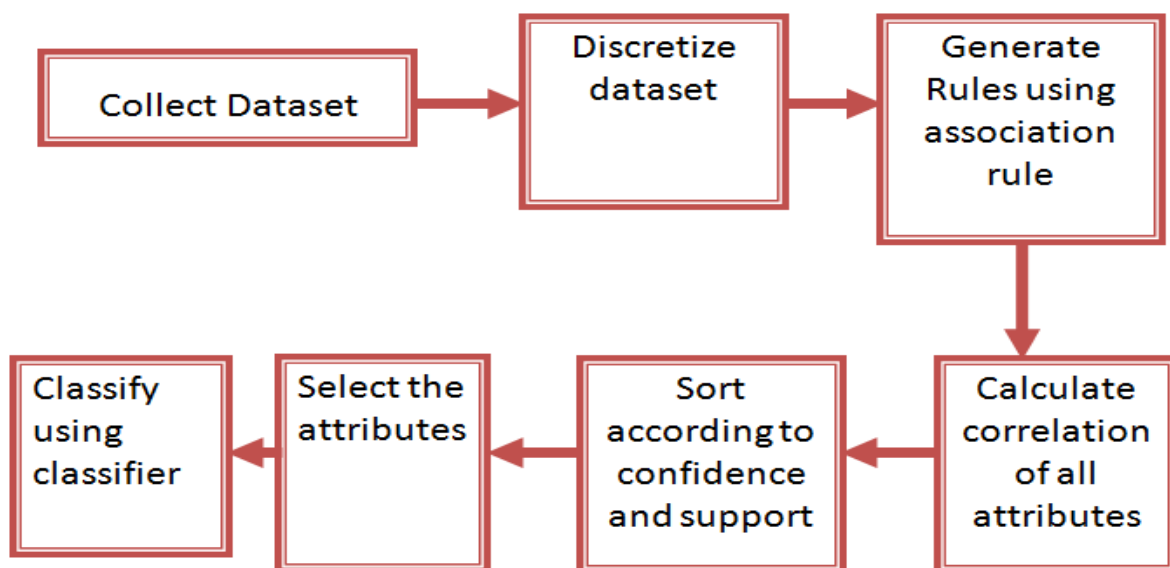 Collect Dataset
Discretize
dataset
Generate
Rules using
association
rule
Calculate
correlation
of all
attributes
Sort
according to
confidence
and support
Select the
attributes
Classify
using
classifier